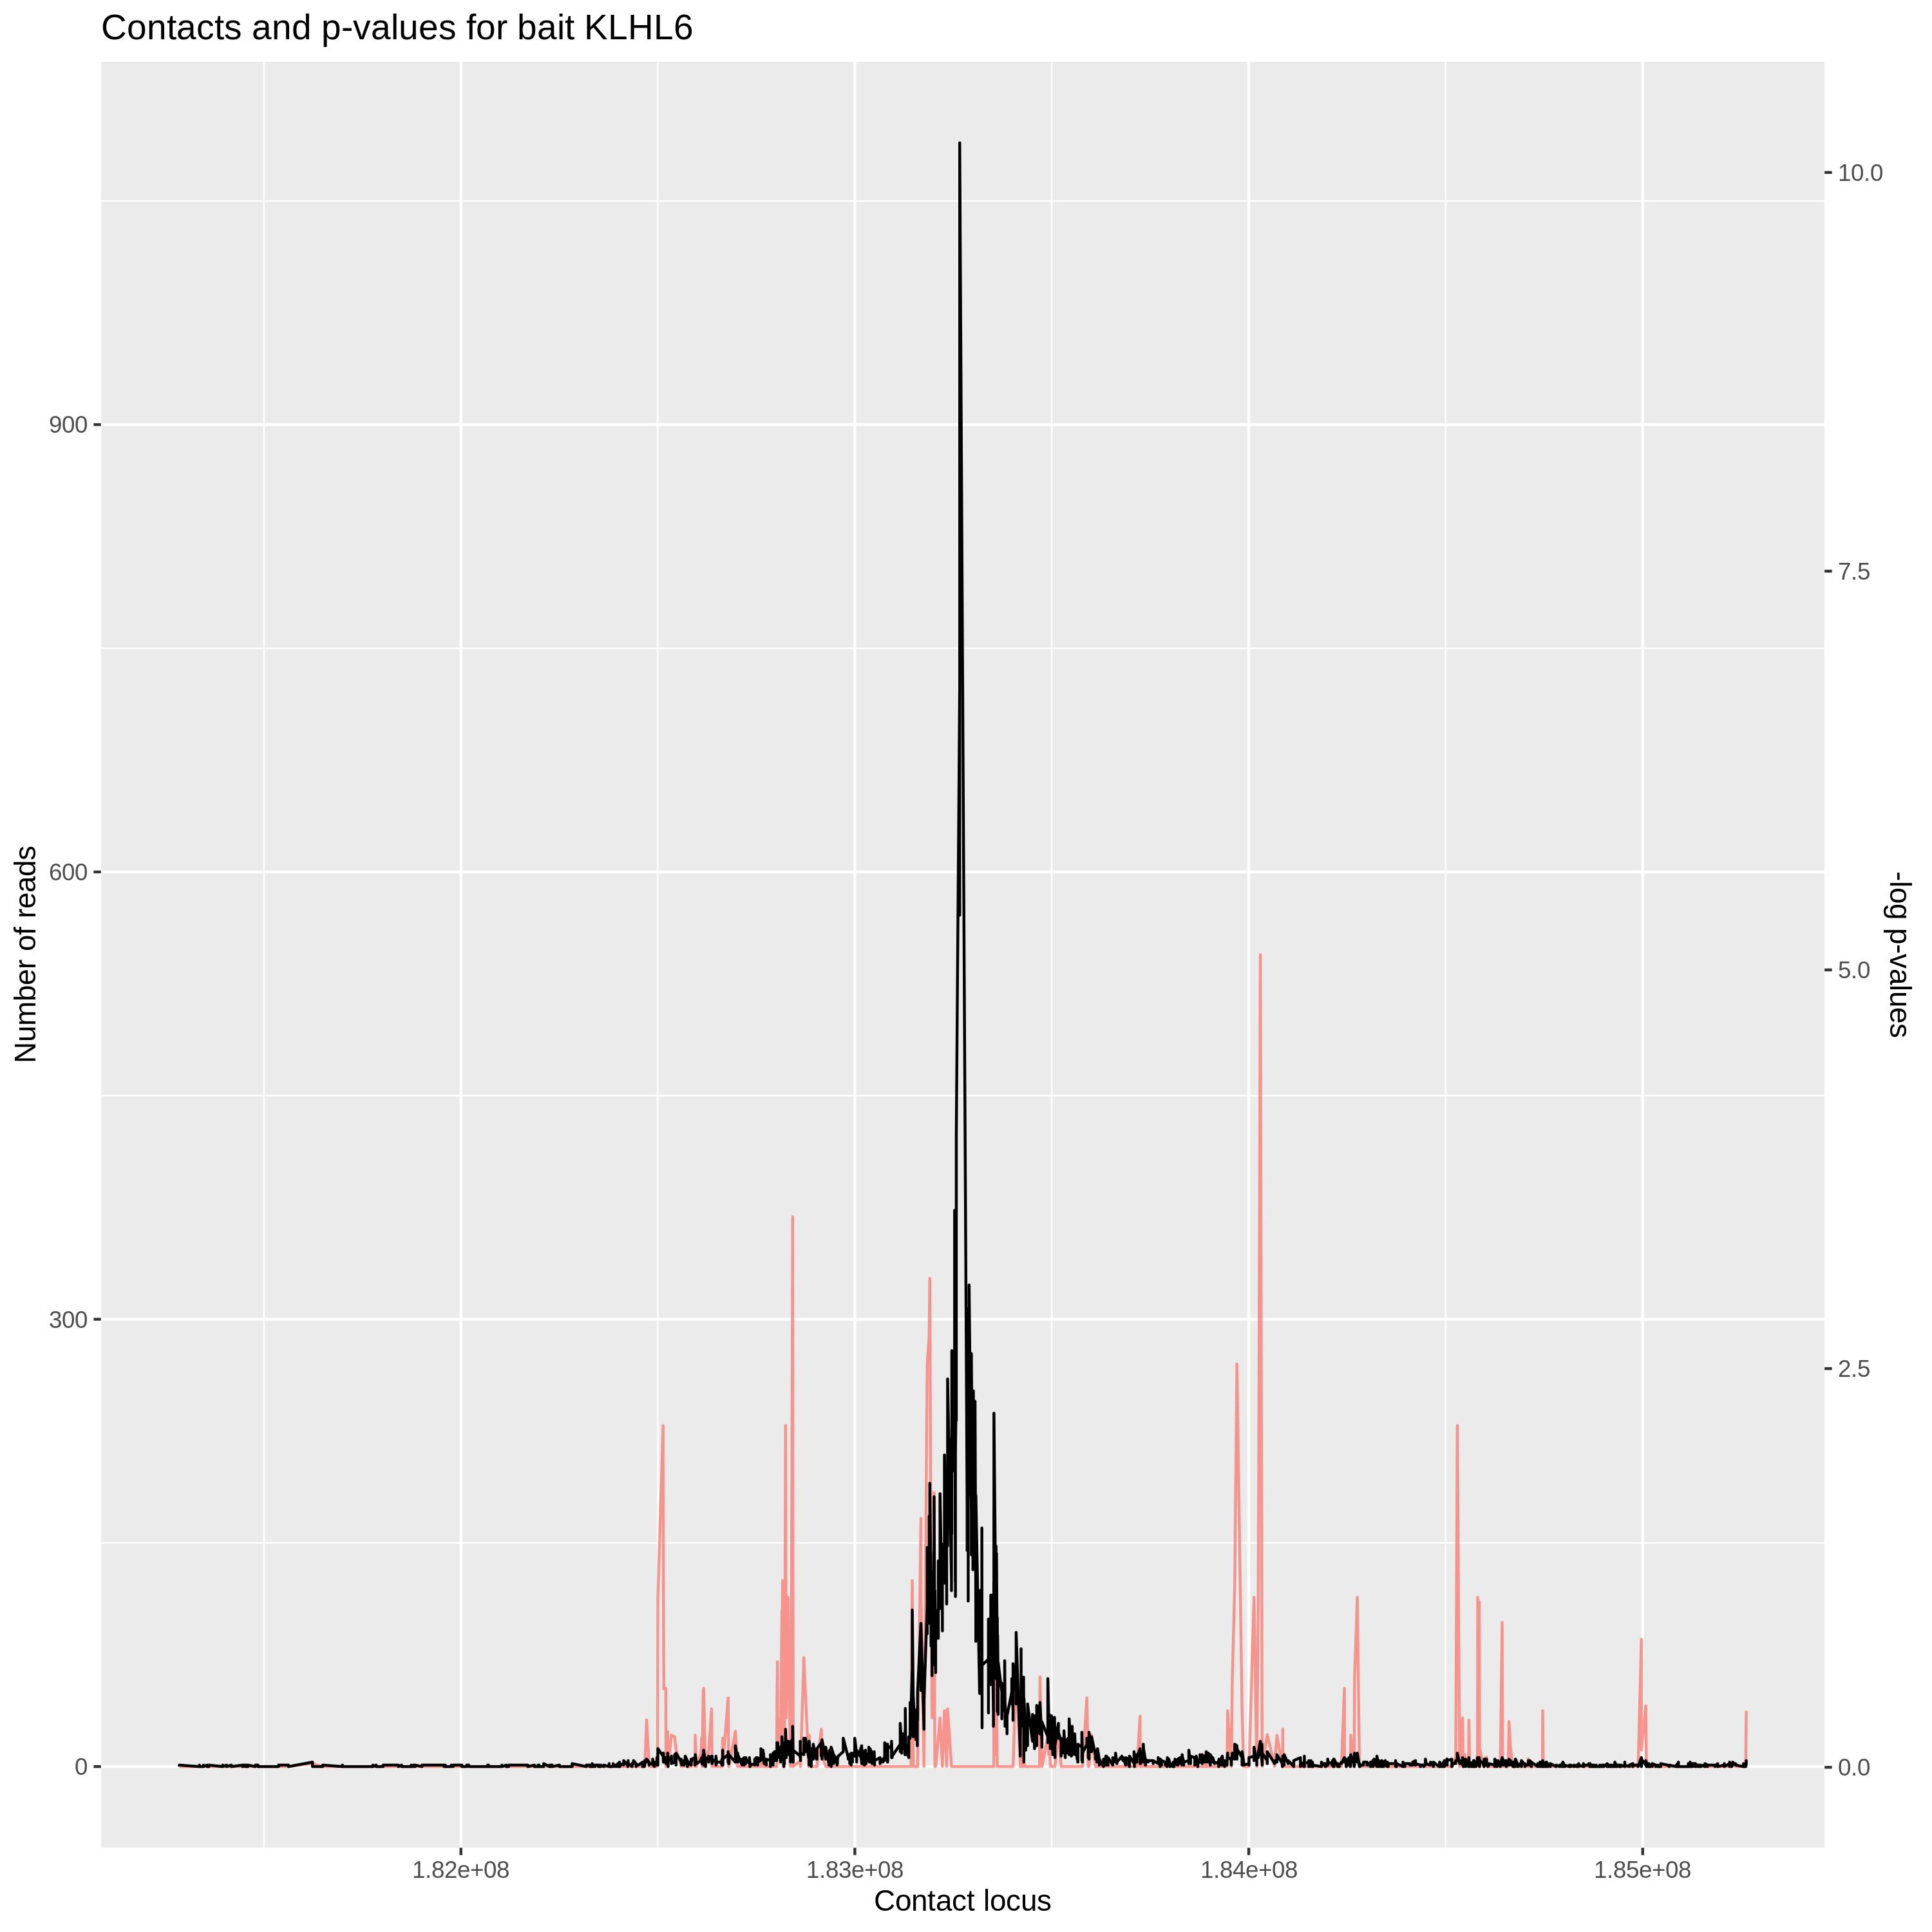 Contacts and p-values for bait KLHL6
Number of reads
900
600
300
0
10.0
7.5
5.0
2.5
0.0
-log p-values
1.82e+08
1.83e+08
1.84e+08
1.85e+08
Contact locus